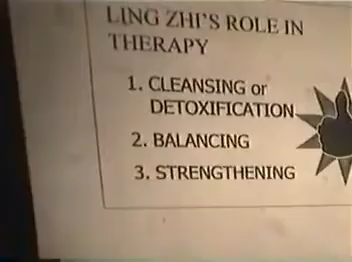 LING ZHI'S ROLE IN
THERAPY
1. CLEANSING or
DETOXIFICATION
2. BALANCING
3. STRENGTHENING